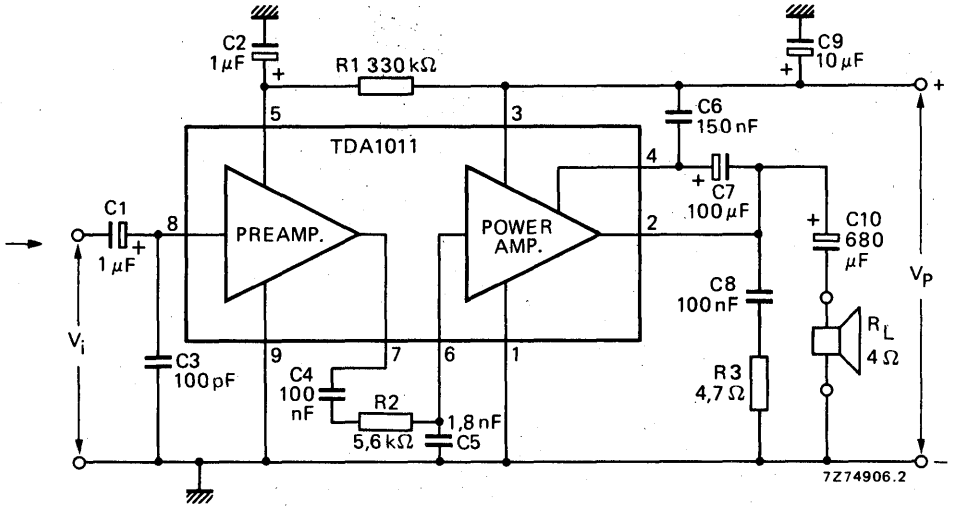 C2
1 µF
+
R1 330 kΩ
+
C9
10 µF
+
5
3
C6
150 nF
TDA1011
4
+
C7
100 µF
C1
+
1 µF
8
PREAMP.
POWER
AMP.
2
+
C10
680
µF
Vp
C8
100 nF
Vi
9
7
6
1
C3
100 pF
C4
100
nF
R2
5,6 kΩ
1,8 nF
C5
R3
4,7 Ω
RL
4 Ω
7Z74906.2
−